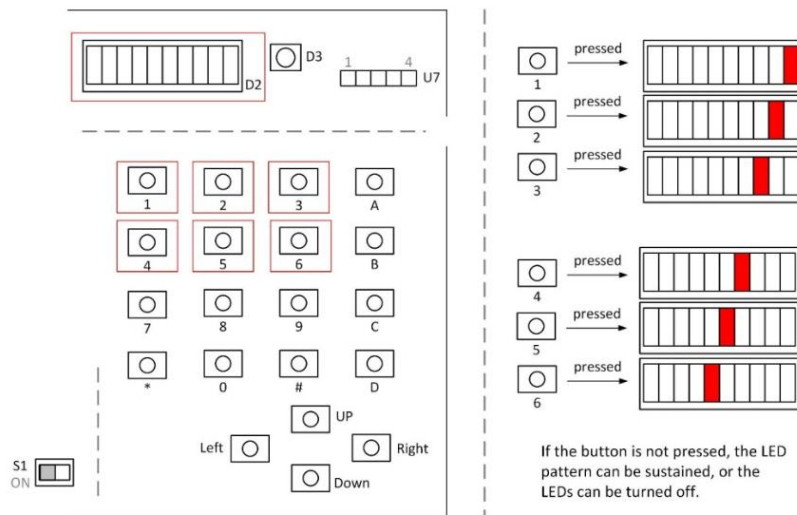 D2
D3
1 4
U7
1 2 3 A
4 5 6 B
7 8 9 C
* 0 # D
UP
Left Right
Down
S1
ON
pressed
1
pressed
2
pressed
3
pressed
4
pressed
5
pressed
6
If the button is not pressed, the LED
pattern can be sustained, or the
LEDs can be turned off.